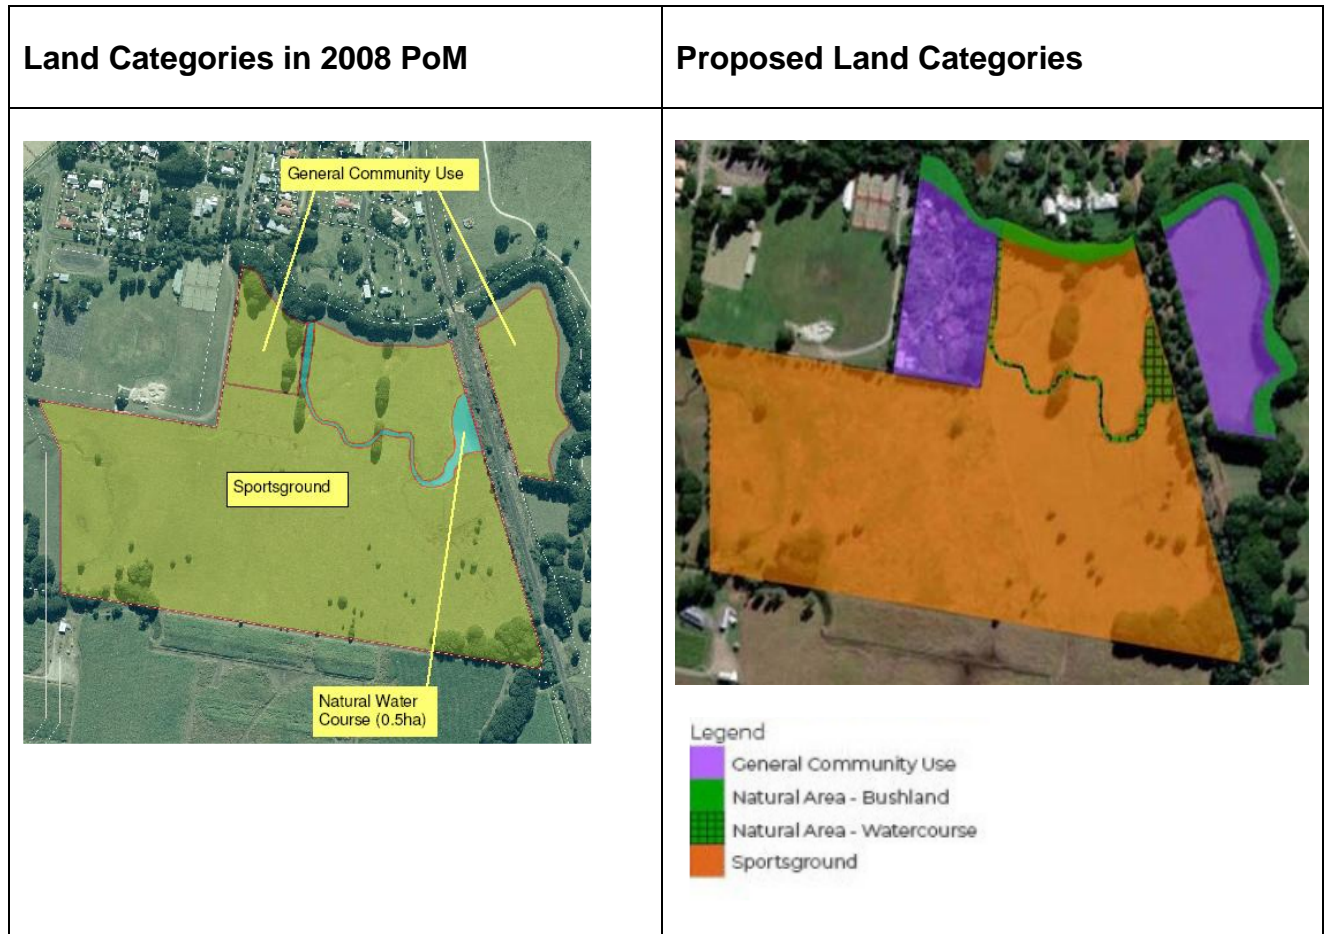 Land Categories in 2008 PoM
Proposed Land Categories
General Community Use
Sportsground
Natural Water
Course (0.5ha)
Legend
General Community Use
Natural Area - Bushland
Natural Area - Watercourse
Sportsground